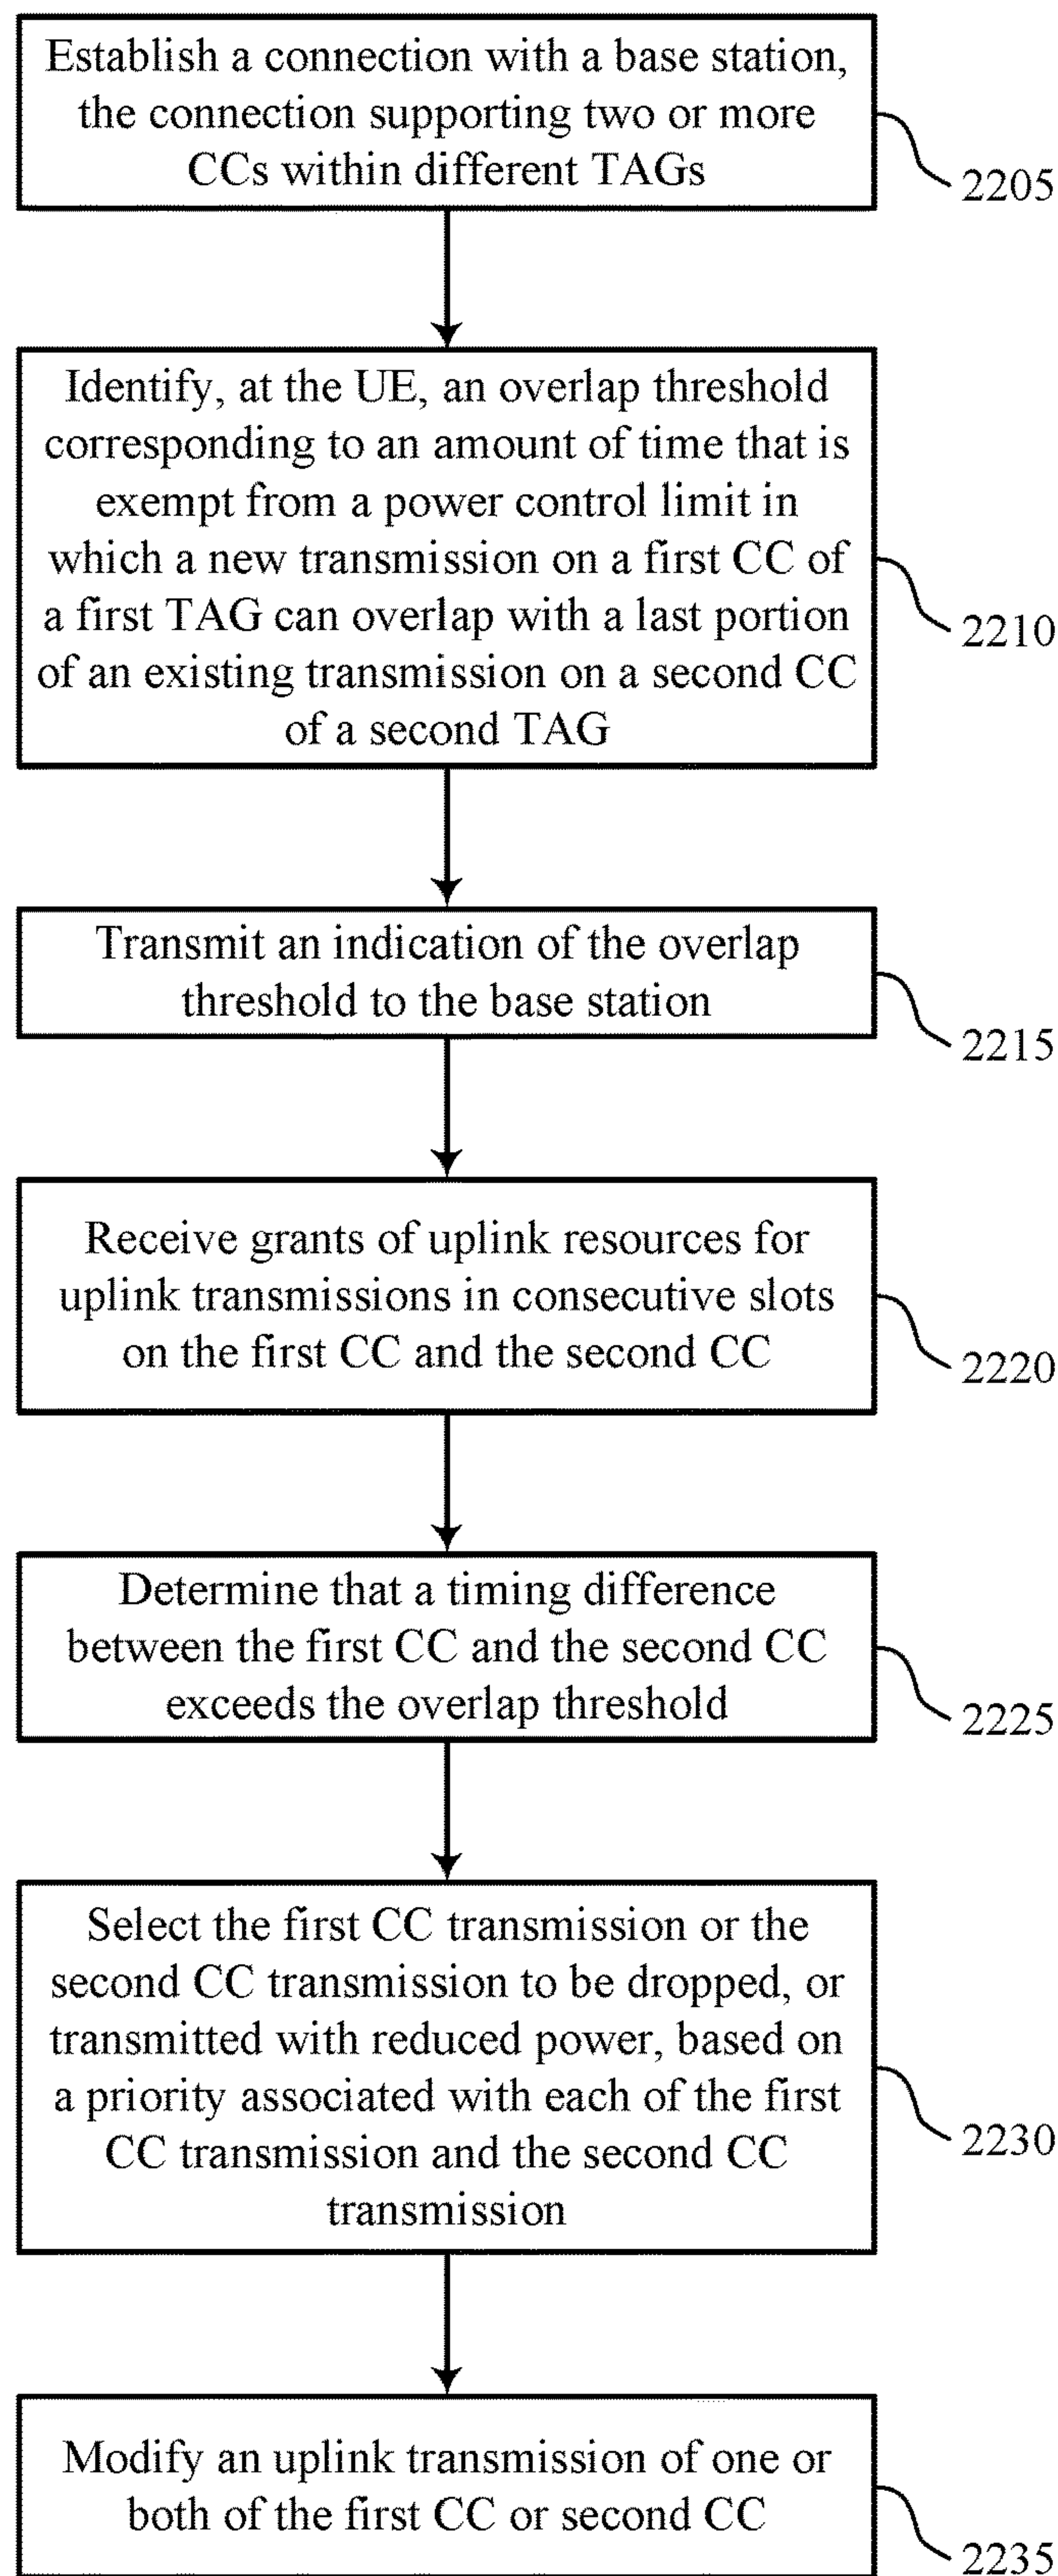 Establish a connection with a base station,
the connection supporting two or more
CCs within different TAGs
2205
Identify, at the UE, an overlap threshold
corresponding to an amount of time that is
exempt from a power control limit in
which a new transmission on a first CC of
a first TAG can overlap with a last portion
of an existing transmission on a second CC
of a second TAG
2210
Transmit an indication of the overlap
threshold to the base station
2215
Receive grants of uplink resources for
uplink transmissions in consecutive slots
on the first CC and the second CC
2220
Determine that a timing difference
between the first CC and the second CC
exceeds the overlap threshold
2225
Select the first CC transmission or the
second CC transmission to be dropped, or
transmitted with reduced power, based on
a priority associated with each of the first
CC transmission and the second CC
transmission
2230
Modify an uplink transmission of one or
both of the first CC or second CC
2235